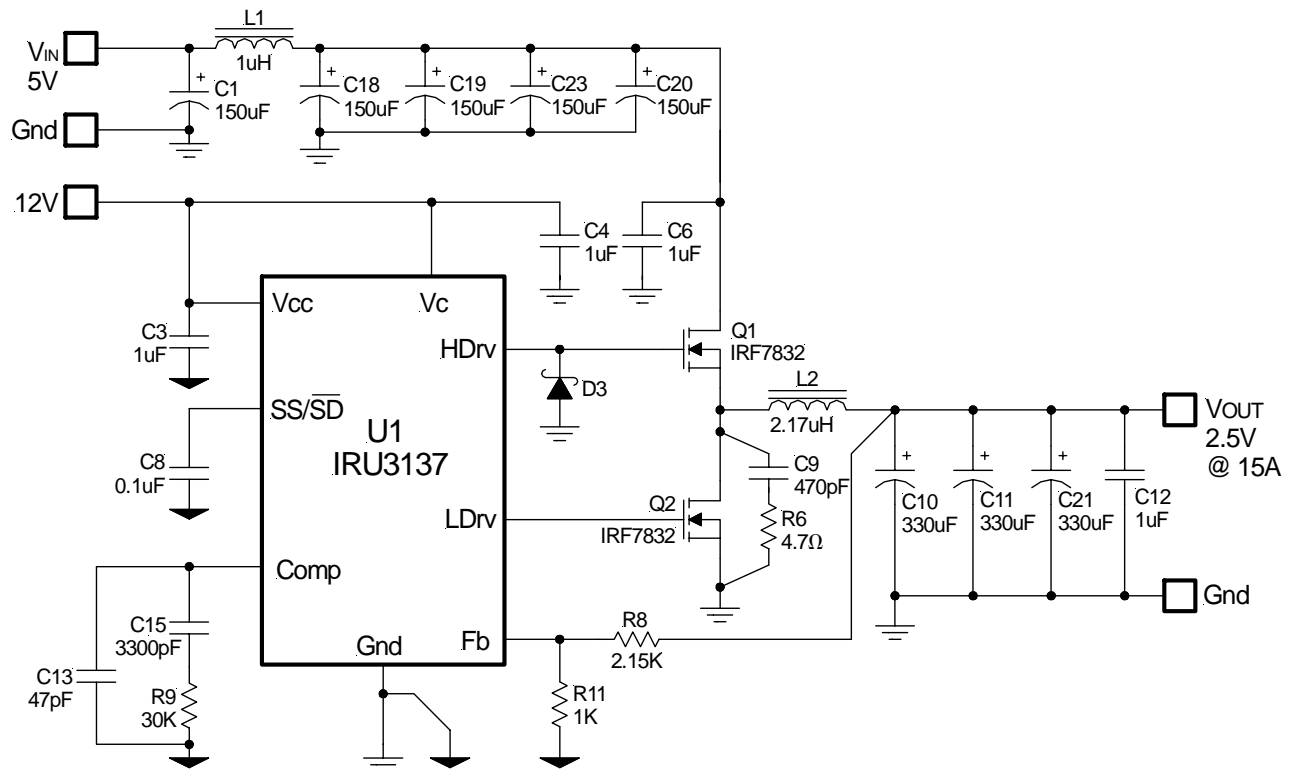 L1
1uH
VIN
5V
C1
150uF
C18
150uF
C19
150uF
C23
150uF
C20
150uF
Gnd
12V
C4
1uF
C6
1uF
Vcc
Vc
C3
1uF
HDrv
Q1
IRF7832
D3
L2
2.17uH
VOUT
2.5V
@ 15A
SS/SD
U1
IRU3137
C8
0.1uF
C9
470pF
R6
4.7Ω
LDrv
Q2
IRF7832
C10
330uF
C11
330uF
C21
330uF
C12
1uF
Comp
Gnd
C15
3300pF
Gnd
Fb
R8
2.15K
C13
47pF
R9
30K
R11
1K